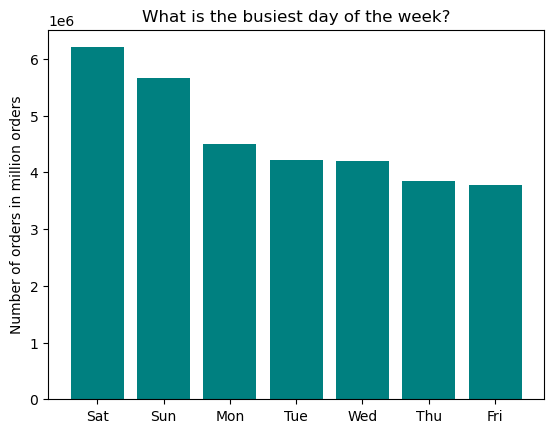 What is the busiest day of the week?
1e6
Number of orders in million orders
6
5
4
3
2
1
0
Sat Sun Mon Tue Wed Thu Fri